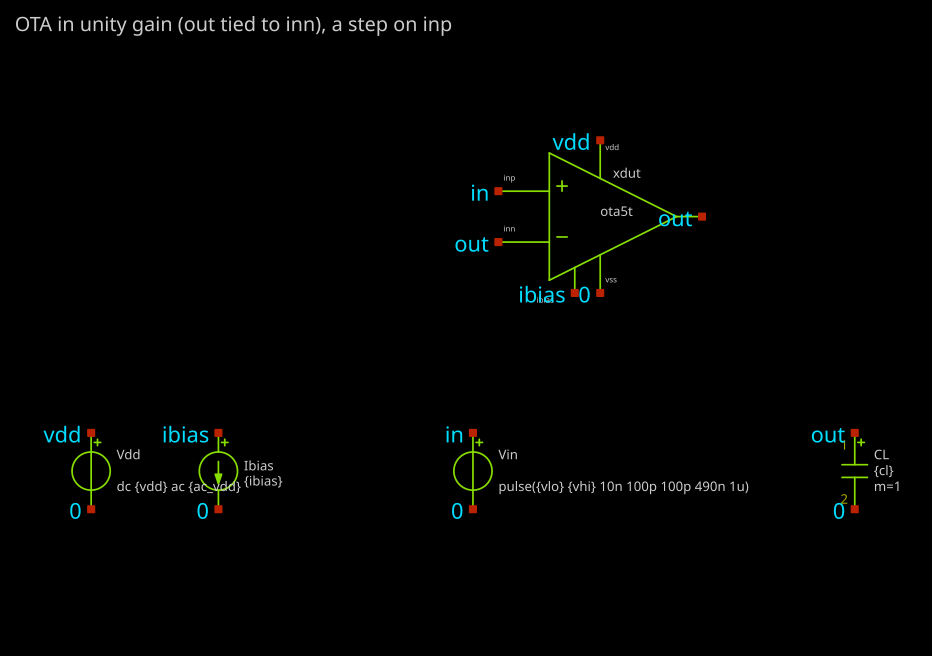 OTA in unity gain (out tied to inn), a step on inp
vdd
vdd
xdut
inp
in
+
ota5t
out
inn
out
−
vss
ibias
0
vdd
+
Vdd
dc {vdd} ac {ac_vdd}
0
ibias
+
Ibias
{ibias}
0
in
+
Vin
pulse({vlo} {vhi} 10n 100p 100p 490n 1u)
0
out
1
+
CL
{cl}
m=1
2
0